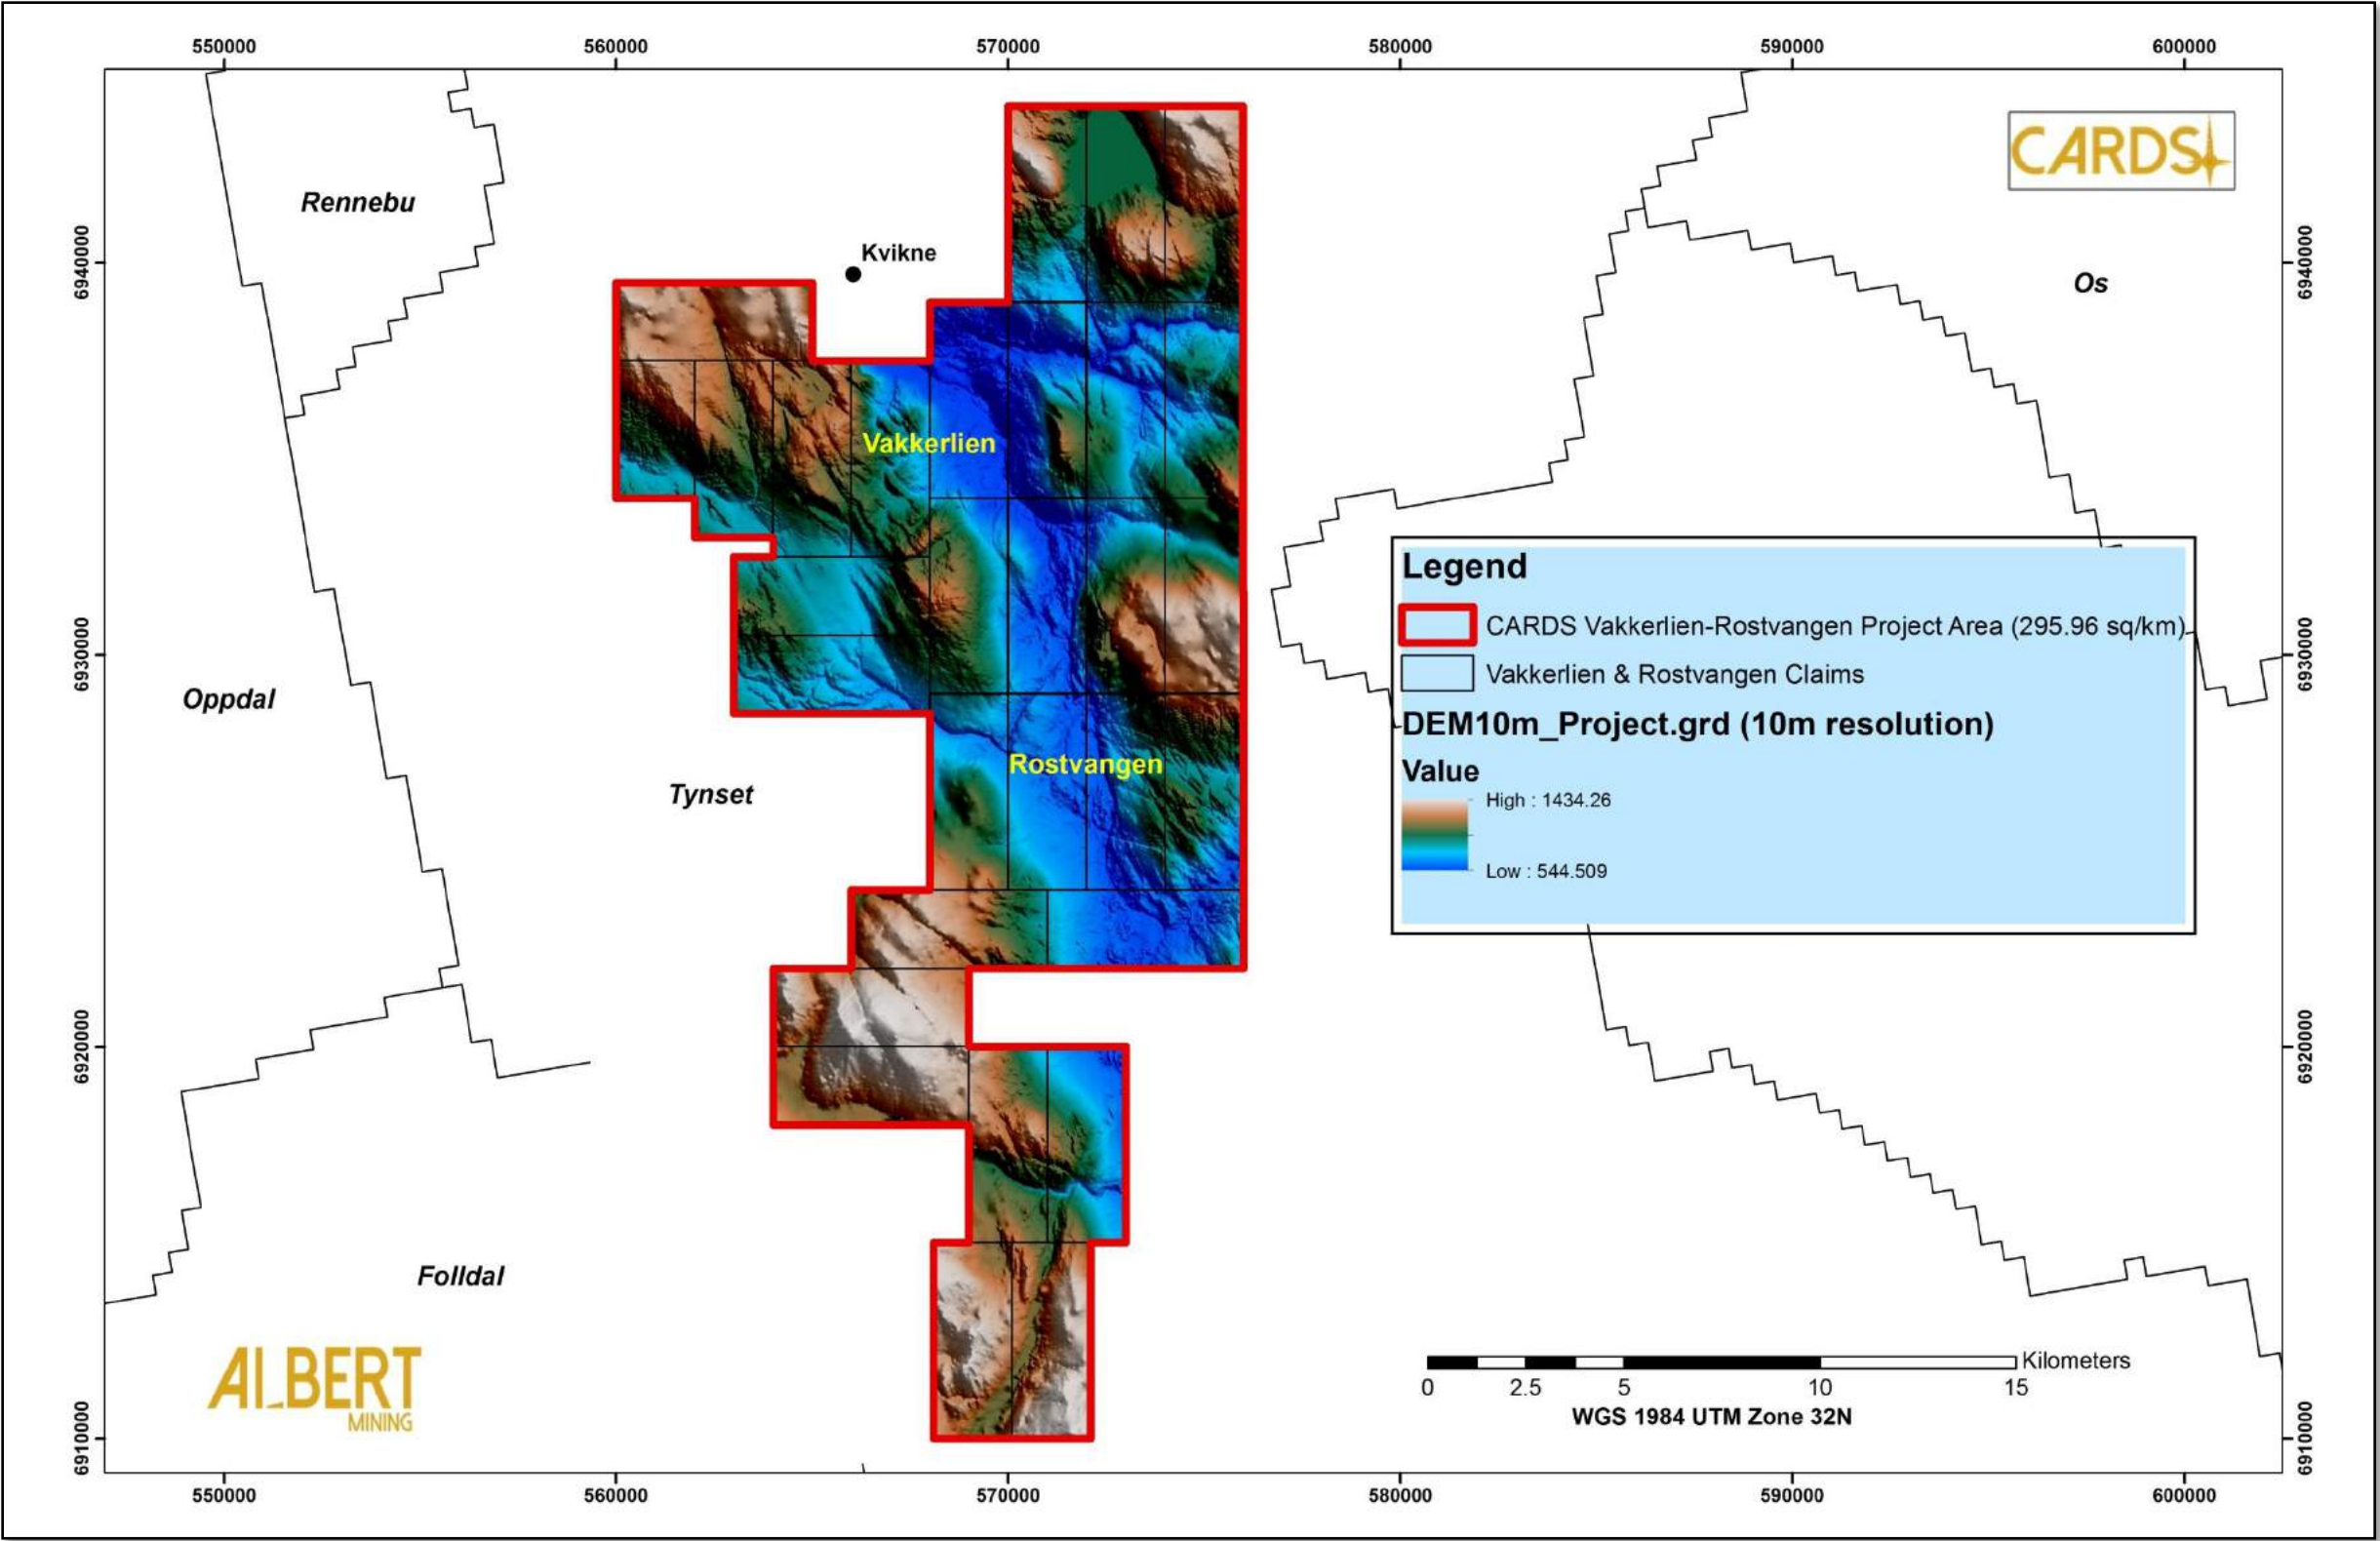 550000 560000 570000 580000 590000 600000
CARDS
Rennebu
Kvikne
6940000
6940000
Os
Vakkerlien
Legend
CARDS Vakkerlien-Rostvangen Project Area (295.96 sq/km)
Vakkerlien & Rostvangen Claims
6930000
6930000
Oppdal
DEM10m_Project.grd (10m resolution)
Rostvangen
Value
Tynset
High : 1434.26
Low : 544.509
6920000
6920000
Folldal
ALBERT
MINING
Kilometers
0 2.5 5 10 15
WGS 1984 UTM Zone 32N
6910000
6910000
550000 560000 570000 580000 590000 600000